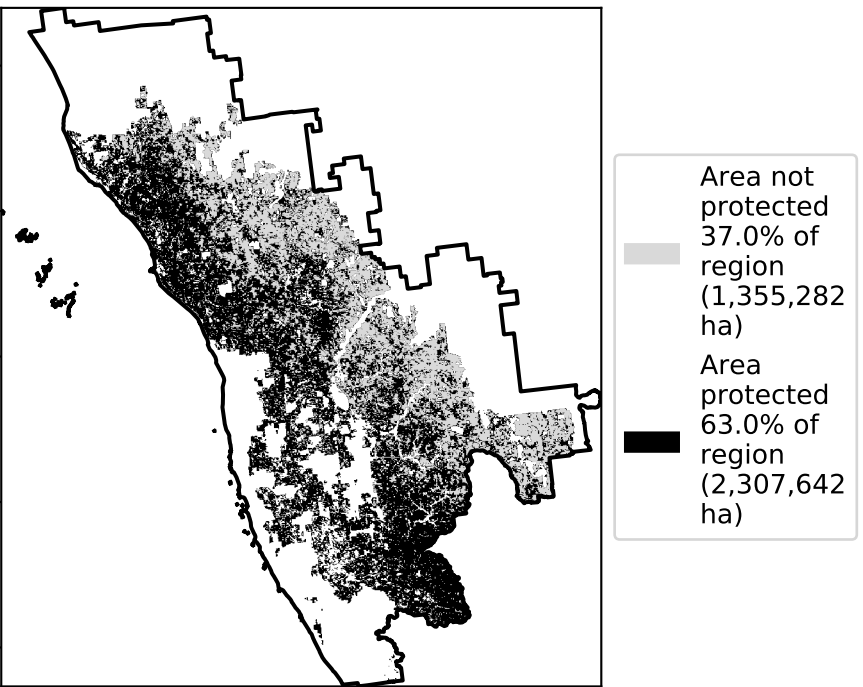 Area not
protected
37.0% of
region
(1,355,282
ha)
Area
protected
63.0% of
region
(2,307,642
ha)